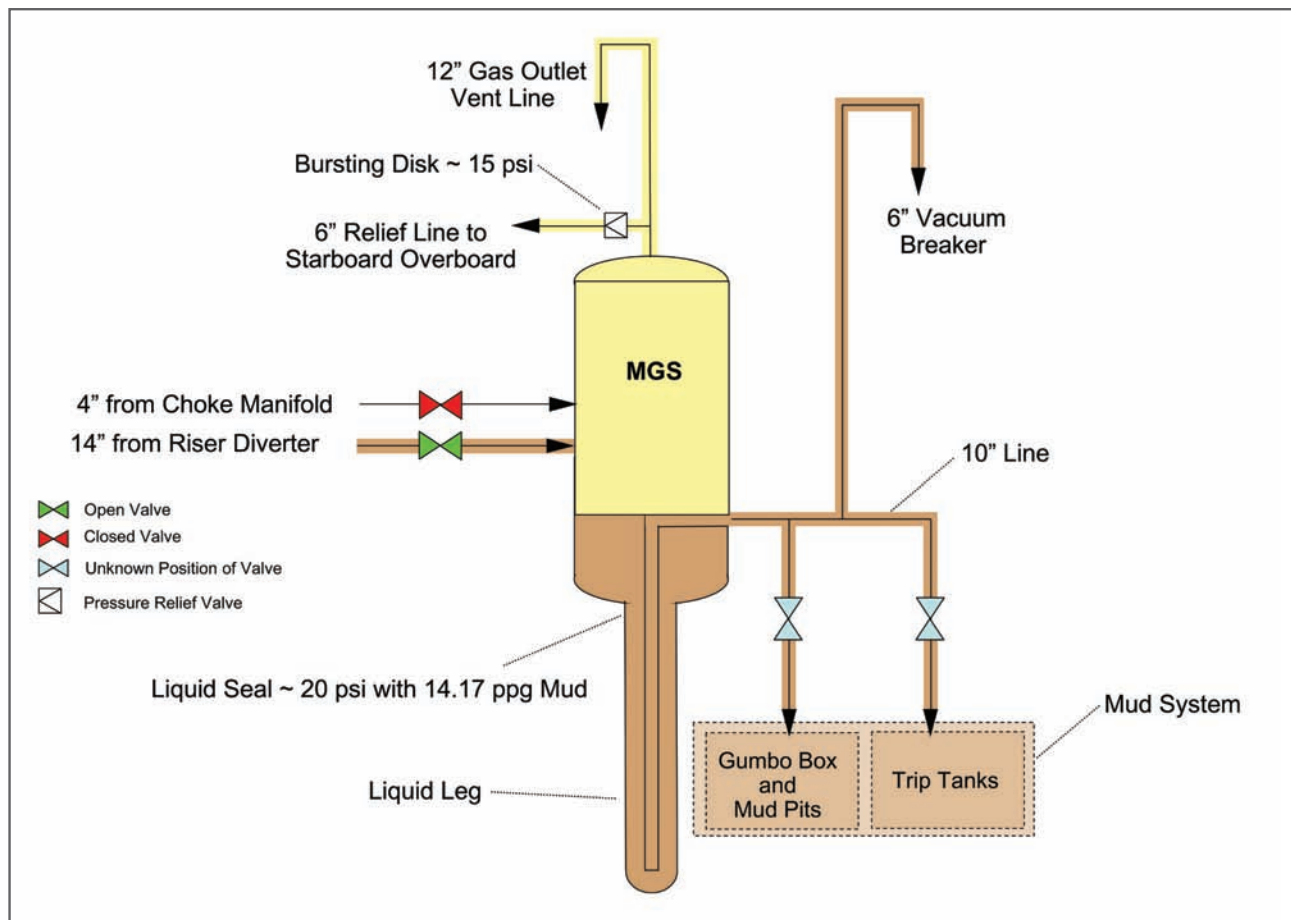 12” Gas Outlet
Vent Line
Bursting Disk ~ 15 psi
6” Relief Line to
Starboard Overboard
6” Vacuum
Breaker
MGS
4” from Choke Manifold
14” from Riser Diverter
10” Line
Open Valve
Closed Valve
Unknown Position of Valve
Pressure Relief Valve
Liquid Seal ~ 20 psi with 14.17 ppg Mud
Mud System
Liquid Leg
Gumbo Box
and
Mud Pits
Trip Tanks